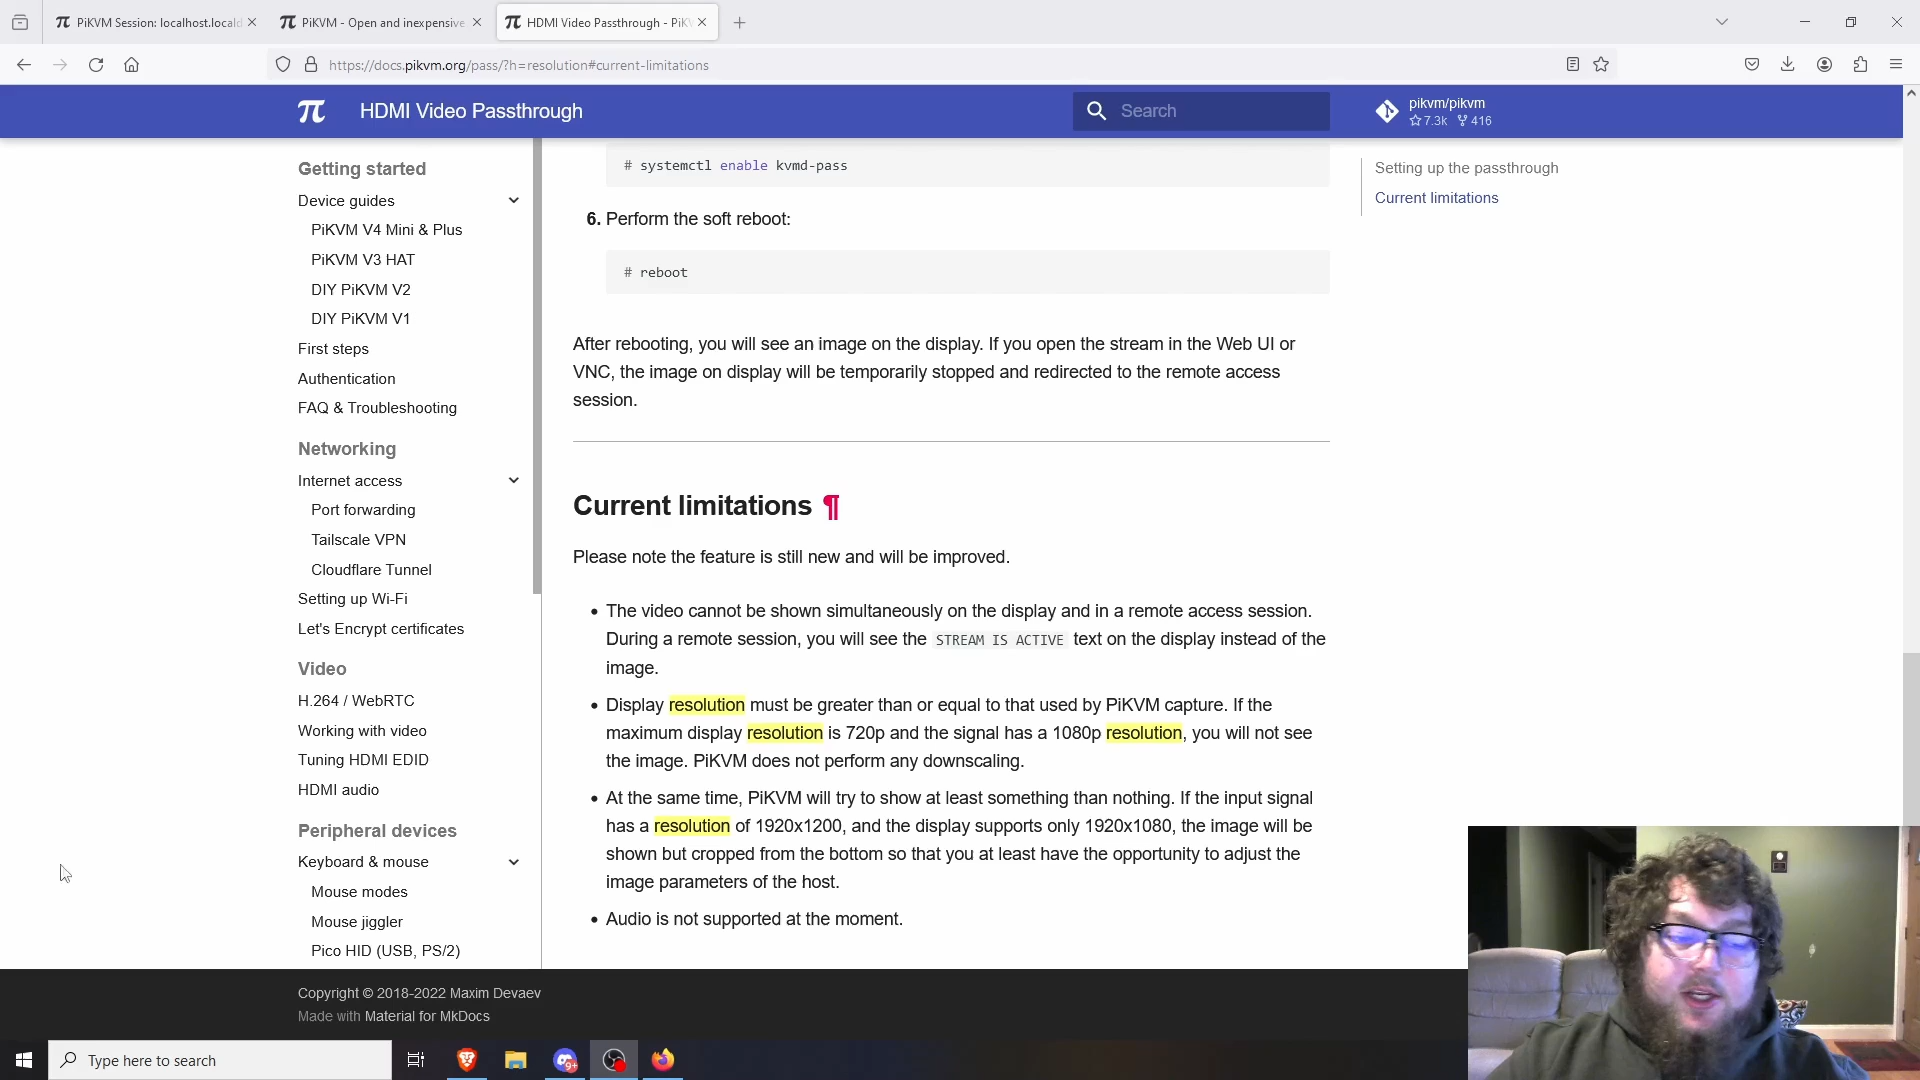 PiKVM Session: localhost.locald
PiKVM - Open and inexpensive
HDMI Video Passthrough - PiKV
https://docs.pikvm.org/pass/?h=resolution#current-limitations
HDMI Video Passthrough
Search
pikvm/pikvm
7.3k 416
Getting started
Device guides
PiKVM V4 Mini & Plus
PiKVM V3 HAT
DIY PiKVM V2
DIY PiKVM V1
First steps
Authentication
FAQ & Troubleshooting
Networking
Internet access
Port forwarding
Tailscale VPN
Cloudflare Tunnel
Setting up Wi-Fi
Let's Encrypt certificates
Video
H.264 / WebRTC
Working with video
Tuning HDMI EDID
HDMI audio
Peripheral devices
Keyboard & mouse
Mouse modes
Mouse jiggler
Pico HID (USB, PS/2)
# systemctl enable kvmd-pass
6. Perform the soft reboot:
# reboot
After rebooting, you will see an image on the display. If you open the stream in the Web UI or
VNC, the image on display will be temporarily stopped and redirected to the remote access
session.
Current limitations ¶
Please note the feature is still new and will be improved.
• The video cannot be shown simultaneously on the display and in a remote access session.
During a remote session, you will see the STREAM IS ACTIVE text on the display instead of the
image.
• Display resolution must be greater than or equal to that used by PiKVM capture. If the
maximum display resolution is 720p and the signal has a 1080p resolution, you will not see
the image. PiKVM does not perform any downscaling.
• At the same time, PiKVM will try to show at least something than nothing. If the input signal
has a resolution of 1920x1200, and the display supports only 1920x1080, the image will be
shown but cropped from the bottom so that you at least have the opportunity to adjust the
image parameters of the host.
• Audio is not supported at the moment.
Setting up the passthrough
Current limitations
Copyright © 2018-2022 Maxim Devaev
Made with Material for MkDocs
Type here to search
9+